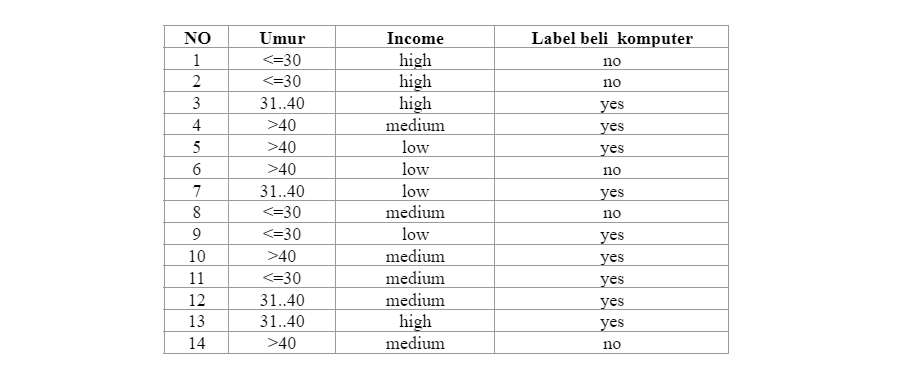 NO Umur Income Label beli komputer
1 <=30 high no
2 <=30 high no
3 31..40 high yes
4 >40 medium yes
5 >40 low yes
6 >40 low no
7 31..40 low yes
8 <=30 medium no
9 <=30 low yes
10 >40 medium yes
11 <=30 medium yes
12 31..40 medium yes
13 31..40 high yes
14 >40 medium no